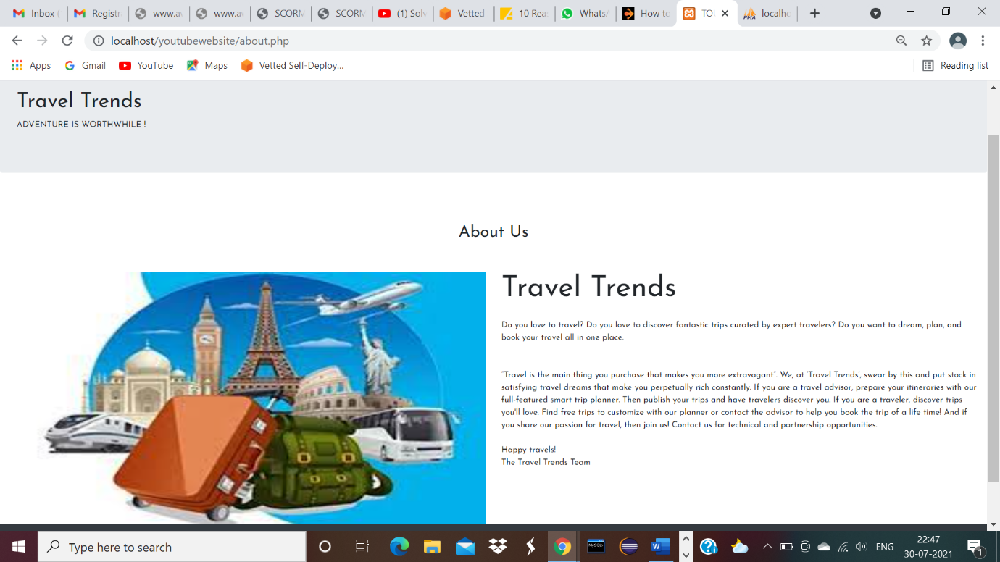 Inbox (
Registr
www.av
www.av
SCORM
SCORM
(1) Solv
Vetted
10 Rea
WhatsA
How to
TOU
localho
localhost/youtubewebsite/about.php
Apps
Gmail
YouTube
Maps
Vetted Self-Deploy...
Reading list
Travel Trends
ADVENTURE IS WORTHWHILE !
About Us
Travel Trends
Do you love to travel? Do you love to discover fantastic trips curated by expert travelers? Do you want to dream, plan, and
book your travel all in one place.
“Travel is the main thing you purchase that makes you more extravagant”. We, at ‘Travel Trends’, swear by this and put stock in
satisfying travel dreams that make you perpetually rich constantly. If you are a travel advisor, prepare your itineraries with our
full-featured smart trip planner. Then publish your trips and have travelers discover you. If you are a traveler, discover trips
you'll love. Find free trips to customize with our planner or contact the advisor to help you book the trip of a life time! And if
you share our passion for travel, then join us! Contact us for technical and partnership opportunities.
Happy travels!
The Travel Trends Team
Type here to search
ENG
22:47
30-07-2021
1